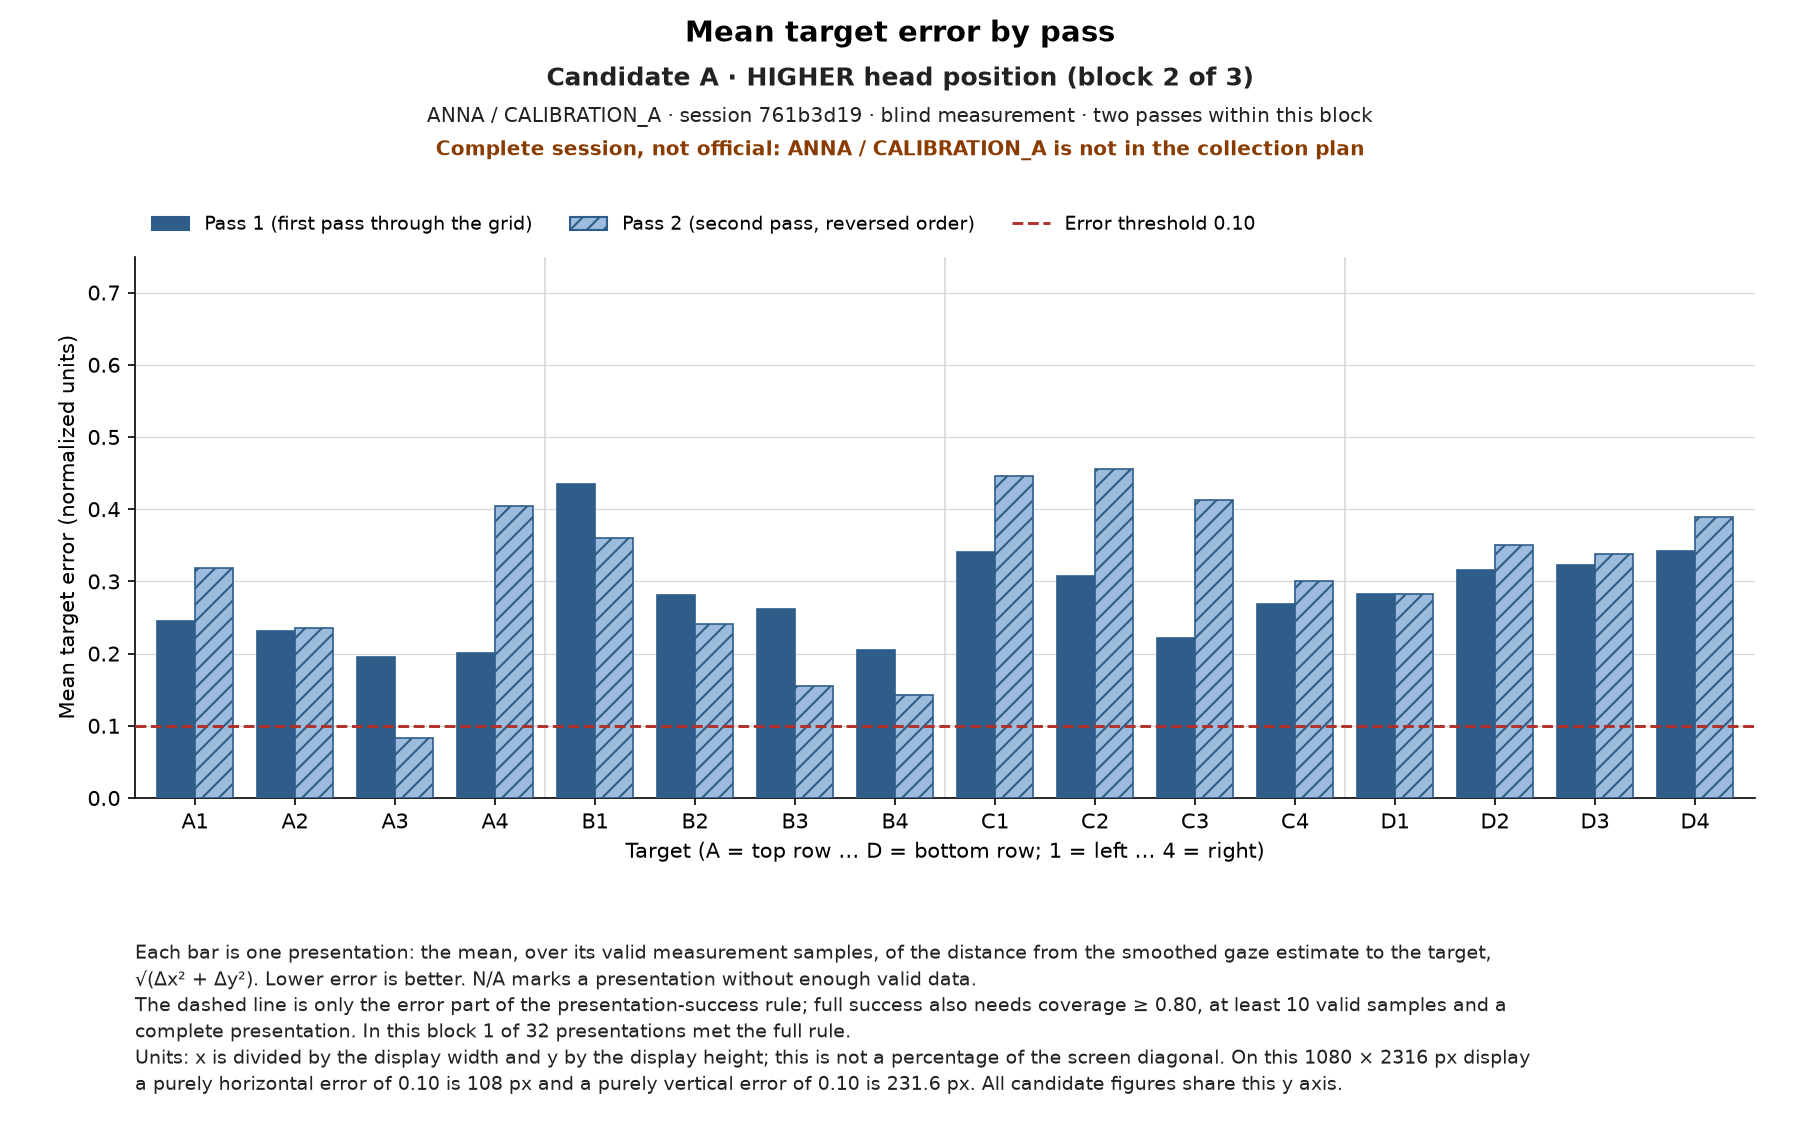 Mean target error by pass
Candidate A · HIGHER head position (block 2 of 3)
ANNA / CALIBRATION_A · session 761b3d19 · blind measurement · two passes within this block
Complete session, not official: ANNA / CALIBRATION_A is not in the collection plan
Pass 1 (first pass through the grid)
Pass 2 (second pass, reversed order)
Error threshold 0.10
Mean target error (normalized units)
0.7
0.6
0.5
0.4
0.3
0.2
0.1
0.0
A1 A2 A3 A4 B1 B2 B3 B4 C1 C2 C3 C4 D1 D2 D3 D4
Target (A = top row … D = bottom row; 1 = left … 4 = right)
Each bar is one presentation: the mean, over its valid measurement samples, of the distance from the smoothed gaze estimate to the target,
√(Δx² + Δy²). Lower error is better. N/A marks a presentation without enough valid data.
The dashed line is only the error part of the presentation-success rule; full success also needs coverage ≥ 0.80, at least 10 valid samples and a
complete presentation. In this block 1 of 32 presentations met the full rule.
Units: x is divided by the display width and y by the display height; this is not a percentage of the screen diagonal. On this 1080 × 2316 px display
a purely horizontal error of 0.10 is 108 px and a purely vertical error of 0.10 is 231.6 px. All candidate figures share this y axis.